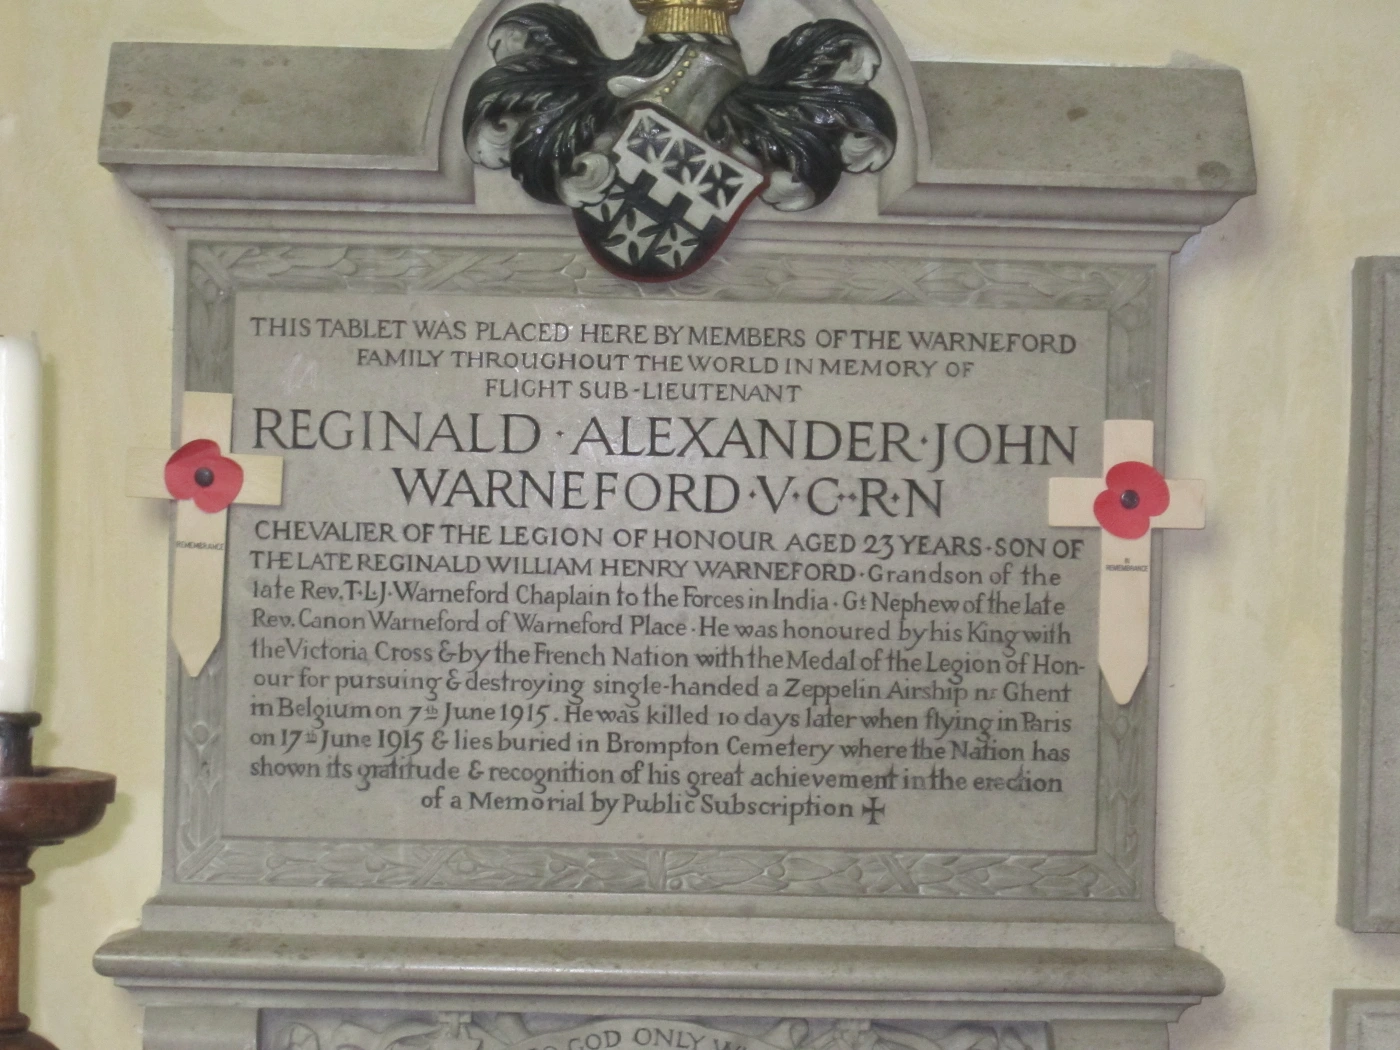 THIS TABLET WAS PLACED HERE BY MEMBERS OF THE WARNEFORD
FAMILY THROUGHOUT THE WORLD IN MEMORY OF
FLIGHT SUB-LIEUTENANT
REGINALD · ALEXANDER · JOHN
WARNEFORD · V · C · · R · N
CHEVALIER OF THE LEGION OF HONOUR AGED 23 YEARS · SON OF
THE LATE REGINALD WILLIAM HENRY WARNEFORD · Grandson of the
late Rev. T·L·J·Warneford Chaplain to the Forces in India · Gt Nephew of the late
Rev. Canon Warneford of Warneford Place · He was honoured by his King with
the Victoria Cross & by the French Nation with the Medal of the Legion of Hon-
our for pursuing & destroying single-handed a Zeppelin Airship nr Ghent
in Belgium on 7th June 1915. He was killed 10 days later when flying in Paris
on 17th June 1915 & lies buried in Brompton Cemetery where the Nation has
shown its gratitude & recognition of his great achievement in the erection
of a Memorial by Public Subscription
REMEMBRANCE
IN
REMEMBRANCE
GOD ONLY